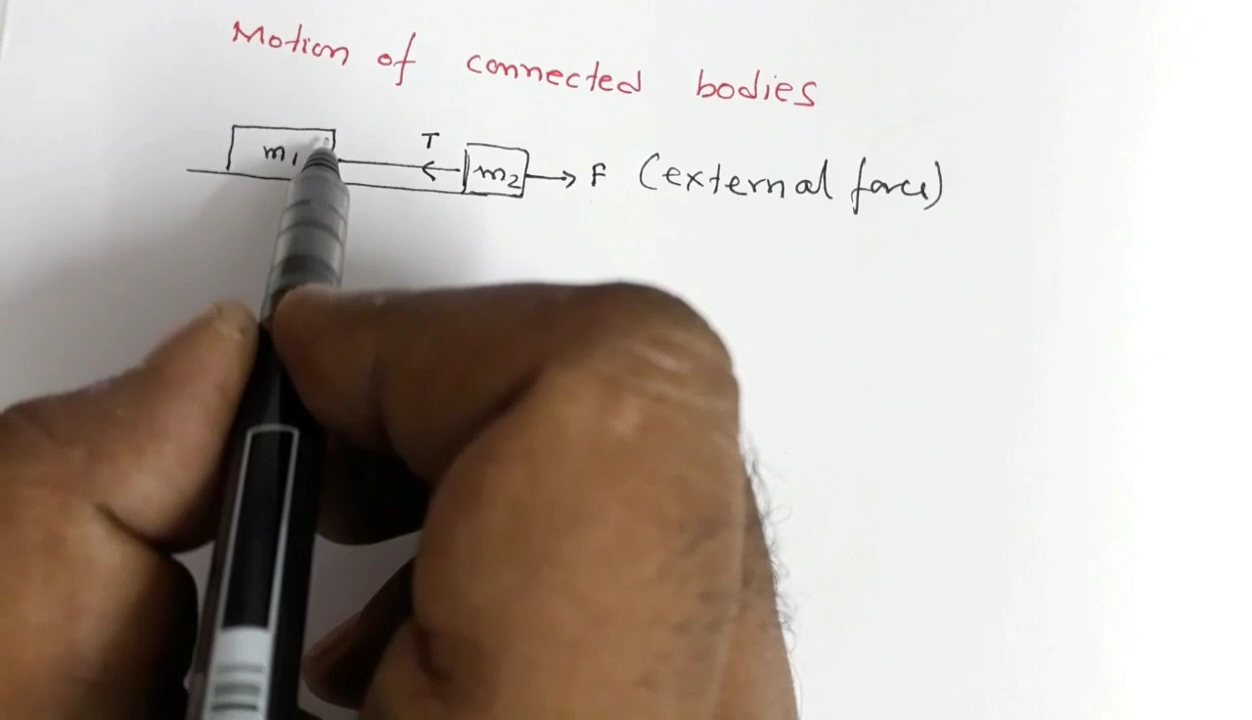 Motion of connected bodies
T
m1 m2 F (external force)